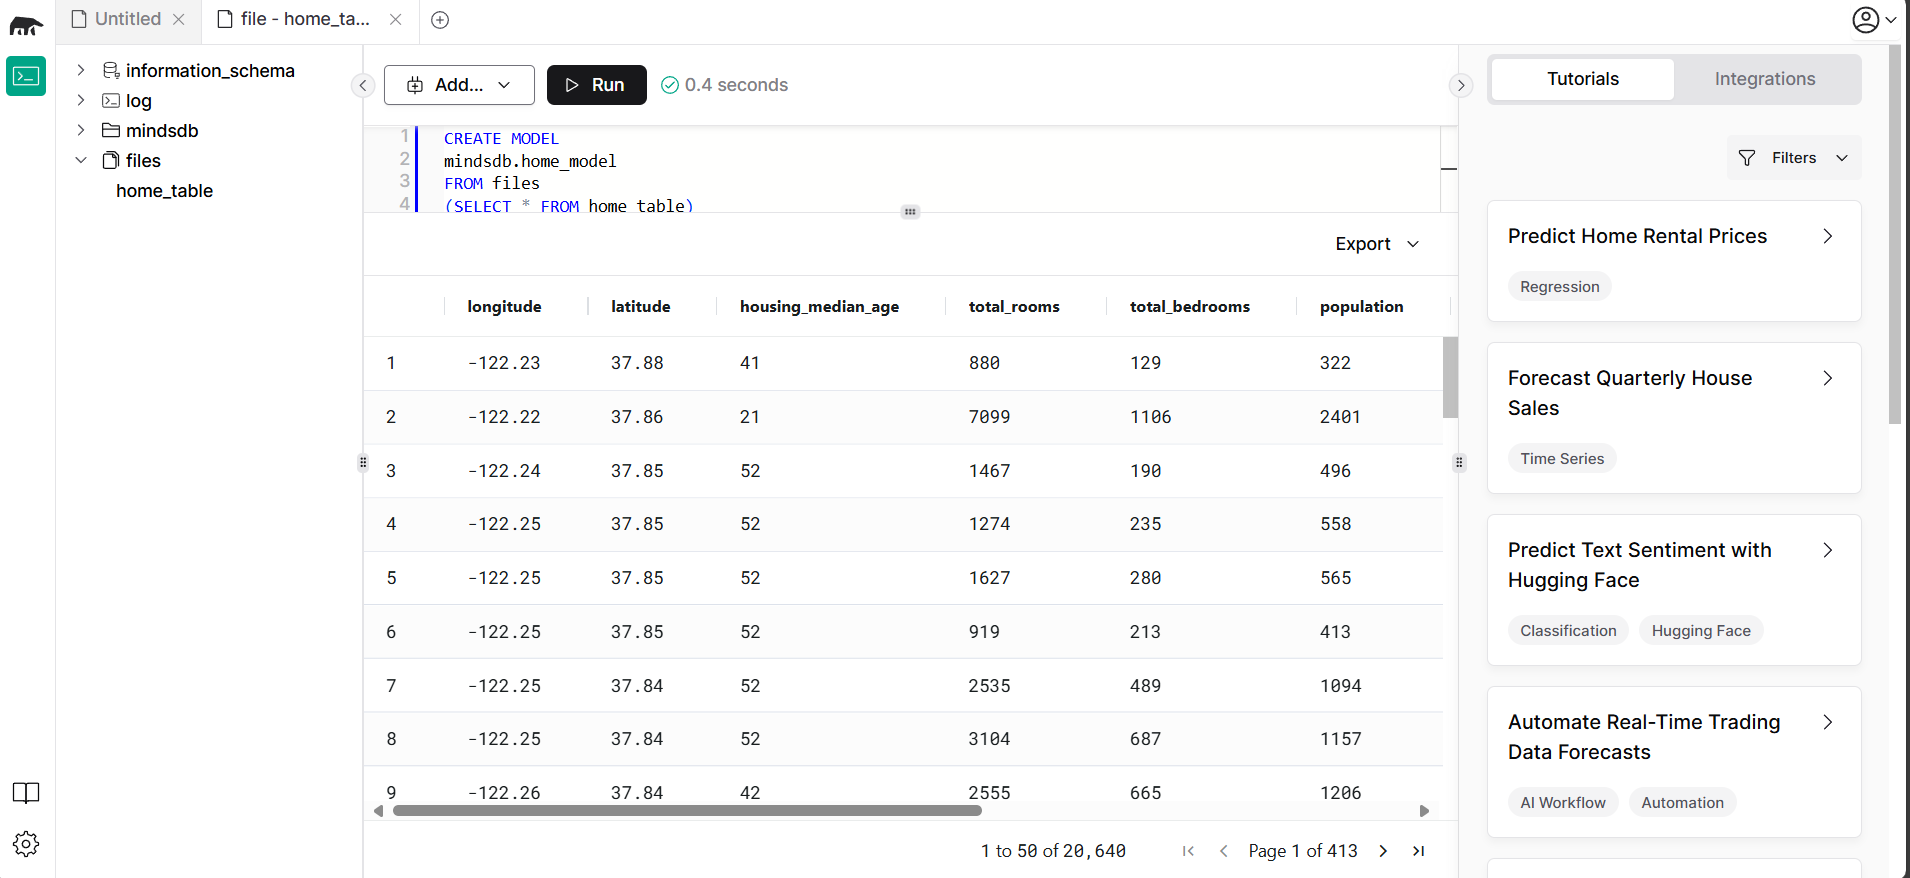 Untitled
file - home_ta...
information_schema
log
mindsdb
files
home_table
Add...
Run
0.4 seconds
1 CREATE MODEL
2 mindsdb.home_model
3 FROM files
4 (SELECT * FROM home_table)
Export
longitude latitude housing_median_age total_rooms total_bedrooms population
1 -122.23 37.88 41 880 129 322
2 -122.22 37.86 21 7099 1106 2401
3 -122.24 37.85 52 1467 190 496
4 -122.25 37.85 52 1274 235 558
5 -122.25 37.85 52 1627 280 565
6 -122.25 37.85 52 919 213 413
7 -122.25 37.84 52 2535 489 1094
8 -122.25 37.84 52 3104 687 1157
9 -122.26 37.84 42 2555 665 1206
1 to 50 of 20,640
Page 1 of 413
Tutorials
Integrations
Filters
Predict Home Rental Prices
Regression
Forecast Quarterly House
Sales
Time Series
Predict Text Sentiment with
Hugging Face
Classification
Hugging Face
Automate Real-Time Trading
Data Forecasts
AI Workflow
Automation